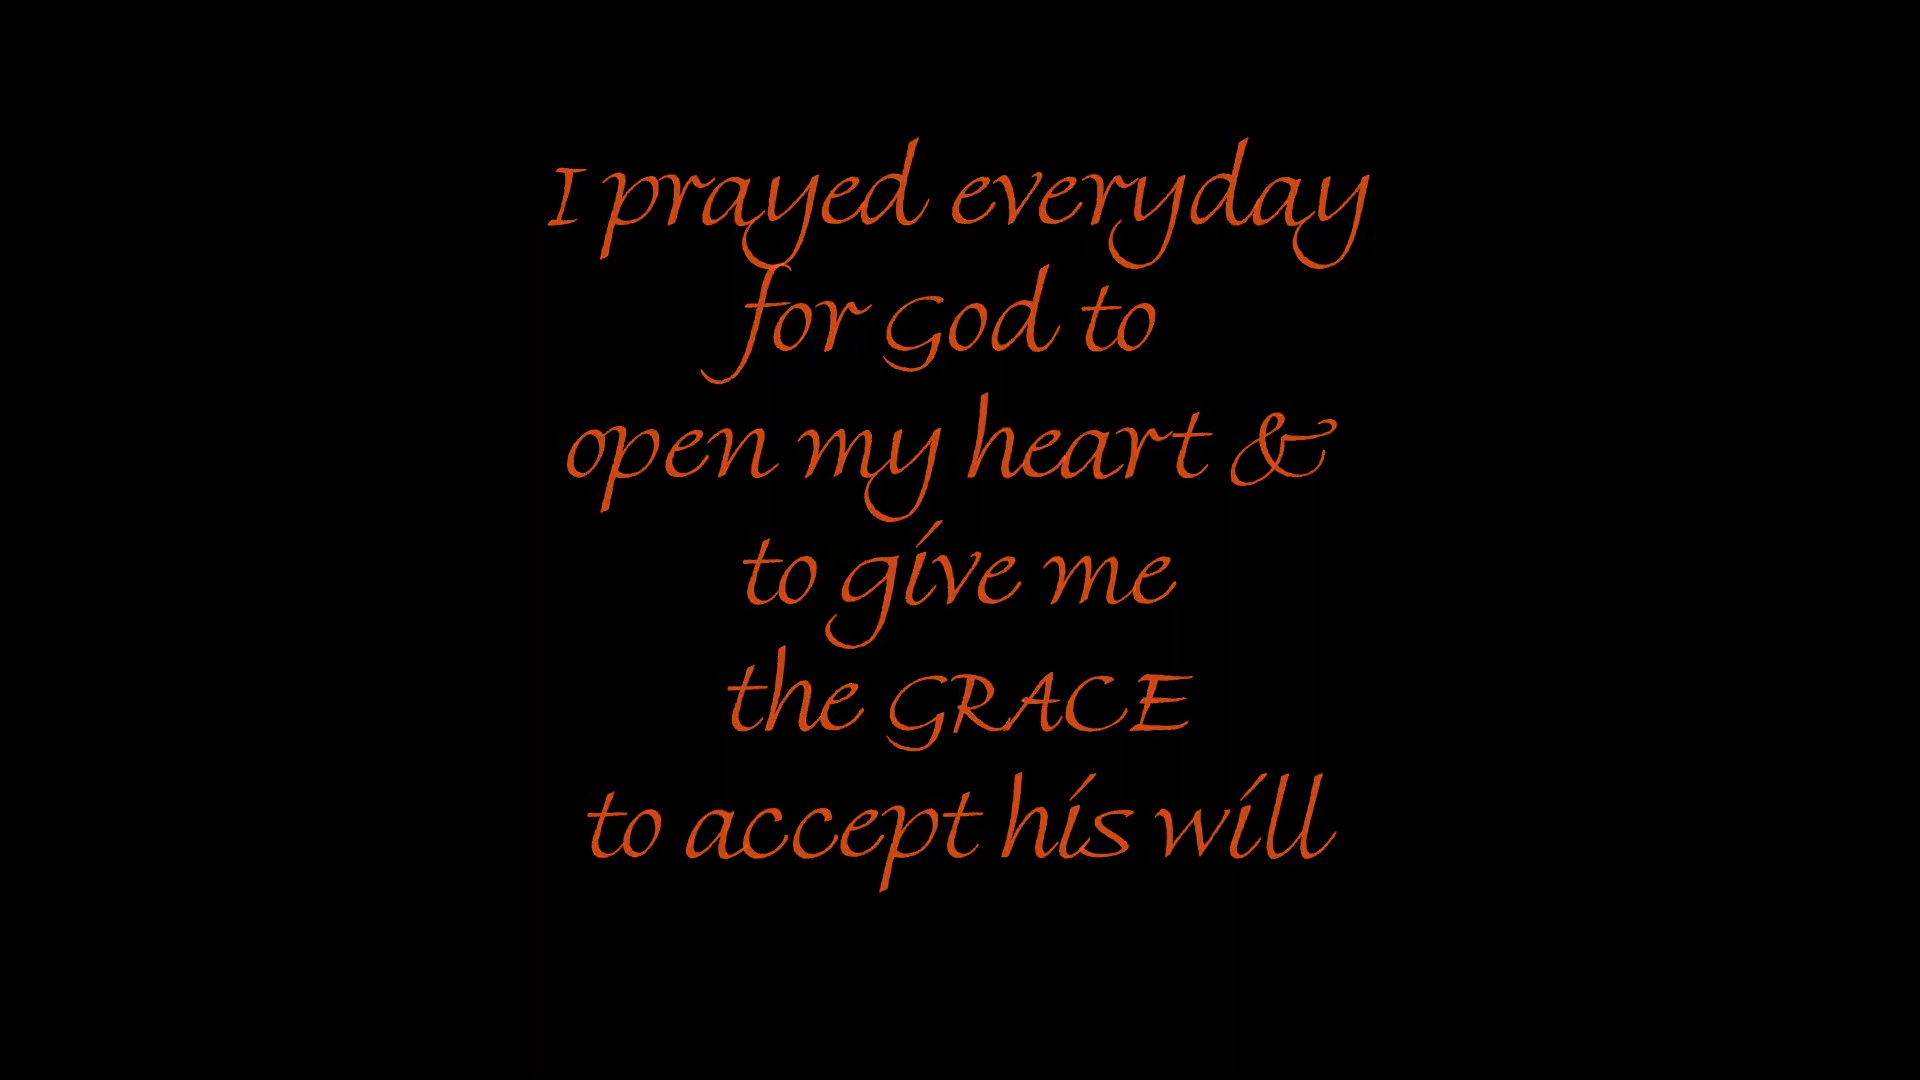 I prayed everyday
for God to
open my heart &
to give me
the GRACE
to accept his will